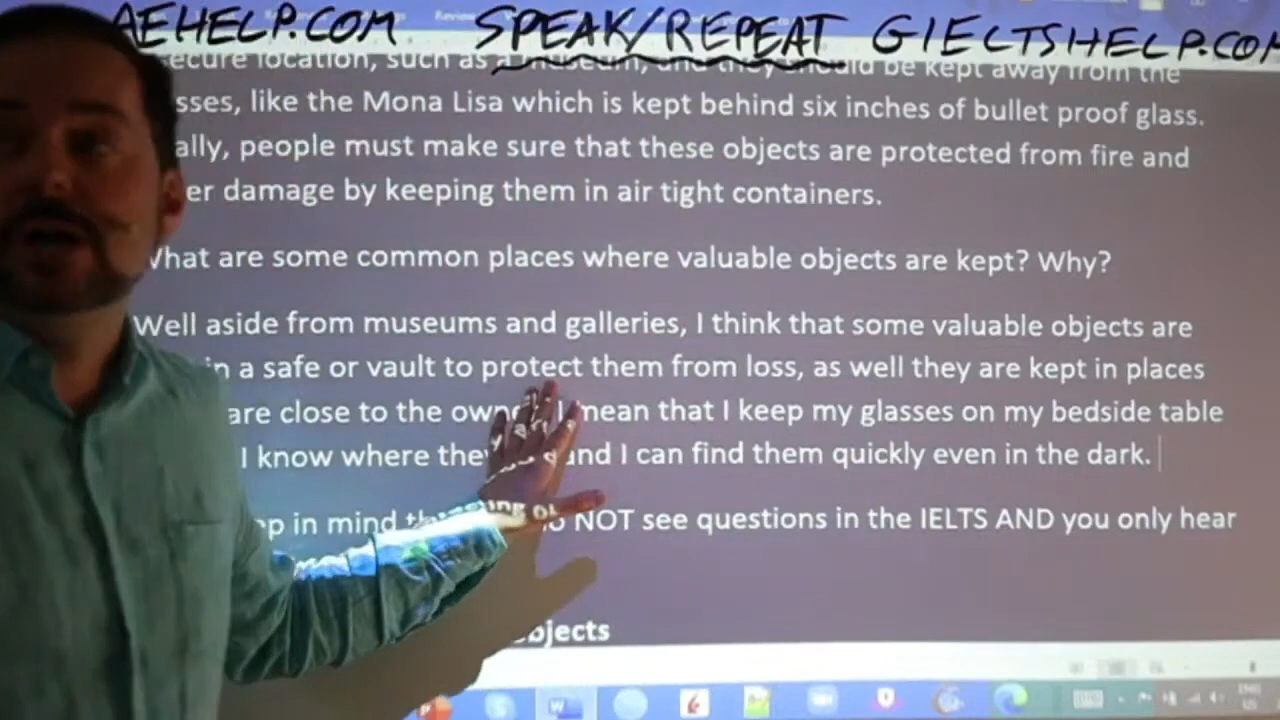 AEHELP.COM SPEAK/REPEAT GIELTSHELP.COM
ecure location, such as a museum, and they should be kept away from the
sses, like the Mona Lisa which is kept behind six inches of bullet proof glass.
ally, people must make sure that these objects are protected from fire and
er damage by keeping them in air tight containers.
What are some common places where valuable objects are kept? Why?
Well aside from museums and galleries, I think that some valuable objects are
in a safe or vault to protect them from loss, as well they are kept in places
are close to the owner. I mean that I keep my glasses on my bedside table
I know where they and I can find them quickly even in the dark.
ep in mind NOT see questions in the IELTS AND you only hear
bjects
ENG
US